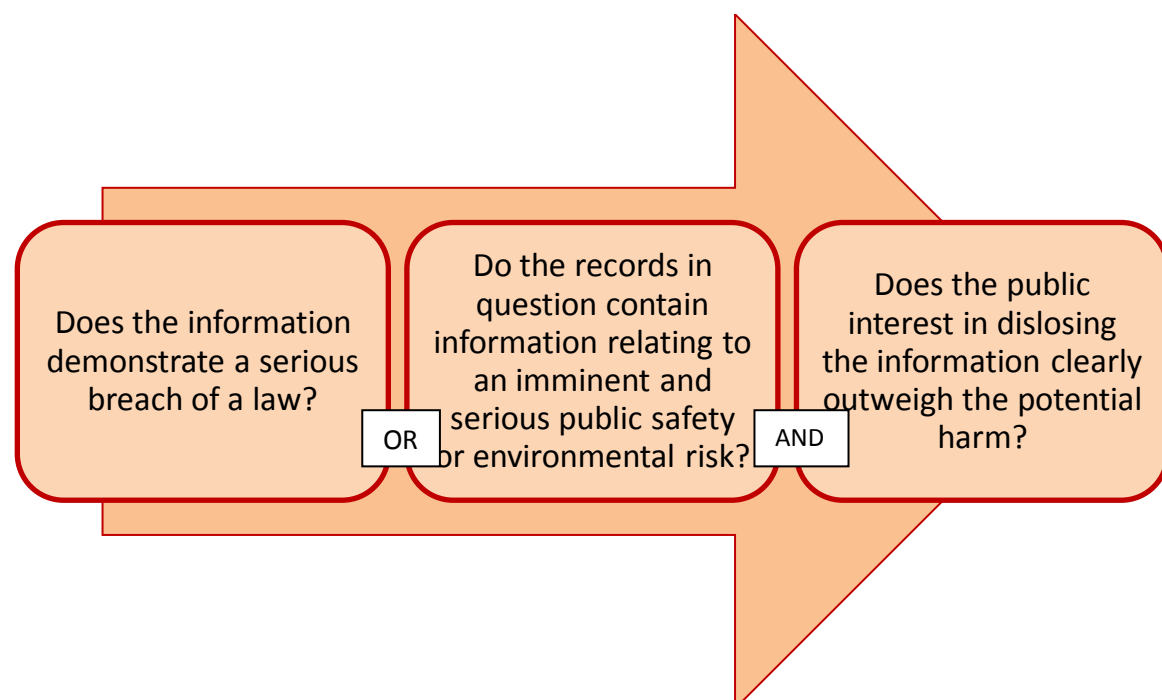 Does the information
demonstrate a serious
breach of a law?
OR
Do the records in
question contain
information relating to
an imminent and
serious public safety
or environmental risk?
AND
Does the public
interest in dislosing
the information clearly
outweigh the potential
harm?